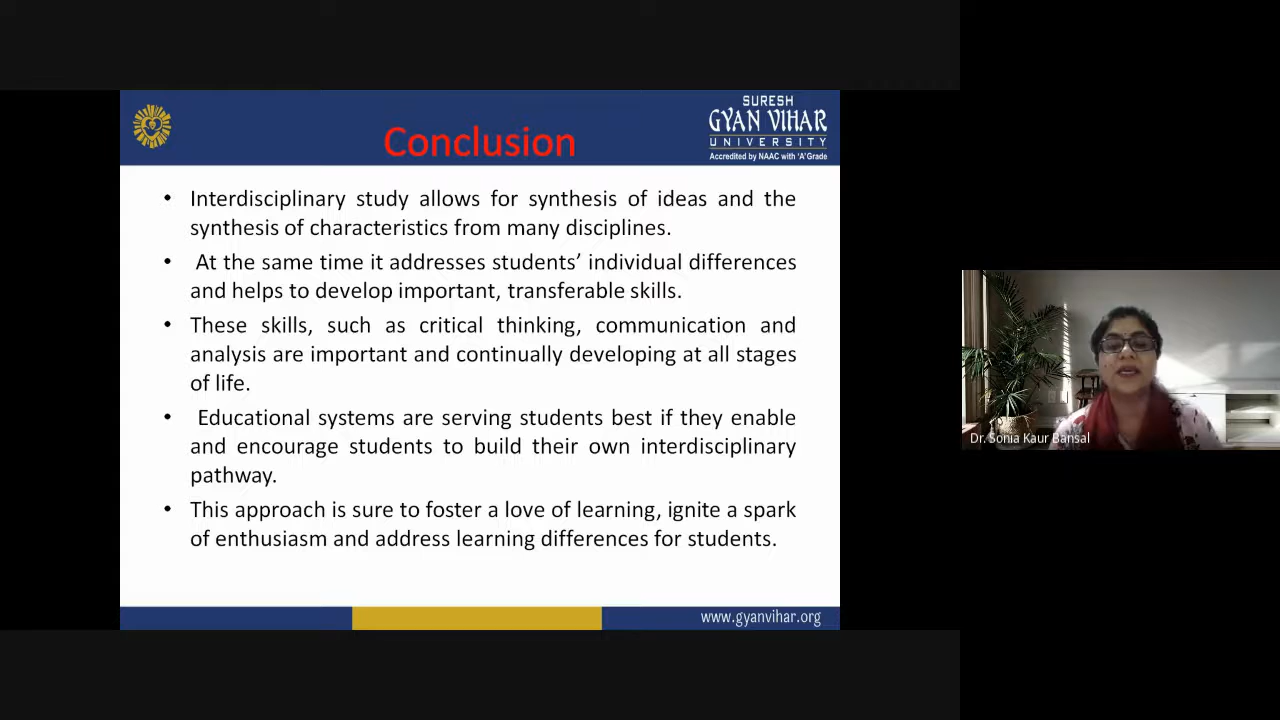 SURESH
GYAN VIHAR
UNIVERSITY
Accredited by NAAC with 'A'Grade
Conclusion
• Interdisciplinary study allows for synthesis of ideas and the
synthesis of characteristics from many disciplines.
• At the same time it addresses students’ individual differences
and helps to develop important, transferable skills.
• These skills, such as critical thinking, communication and
analysis are important and continually developing at all stages
of life.
• Educational systems are serving students best if they enable
and encourage students to build their own interdisciplinary
pathway.
• This approach is sure to foster a love of learning, ignite a spark
of enthusiasm and address learning differences for students.
www.gyanvihar.org
Dr. Sonia Kaur Bansal